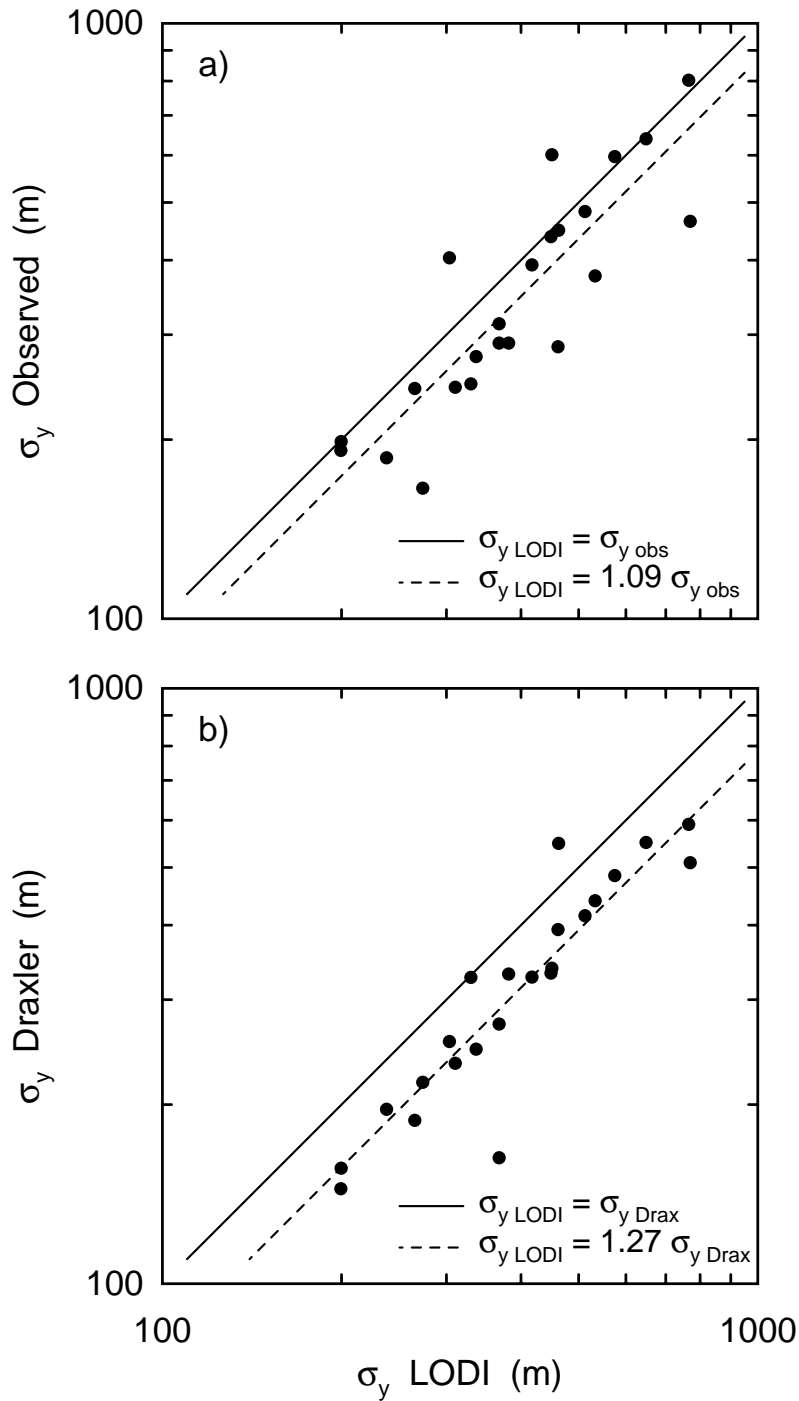 1000
a)
σy Observed (m)
σy LODI = σy obs
σy LODI = 1.09 σy obs
100
1000
b)
σy Draxler (m)
σy LODI = σy Drax
σy LODI = 1.27 σy Drax
100
100 1000
σy LODI (m)